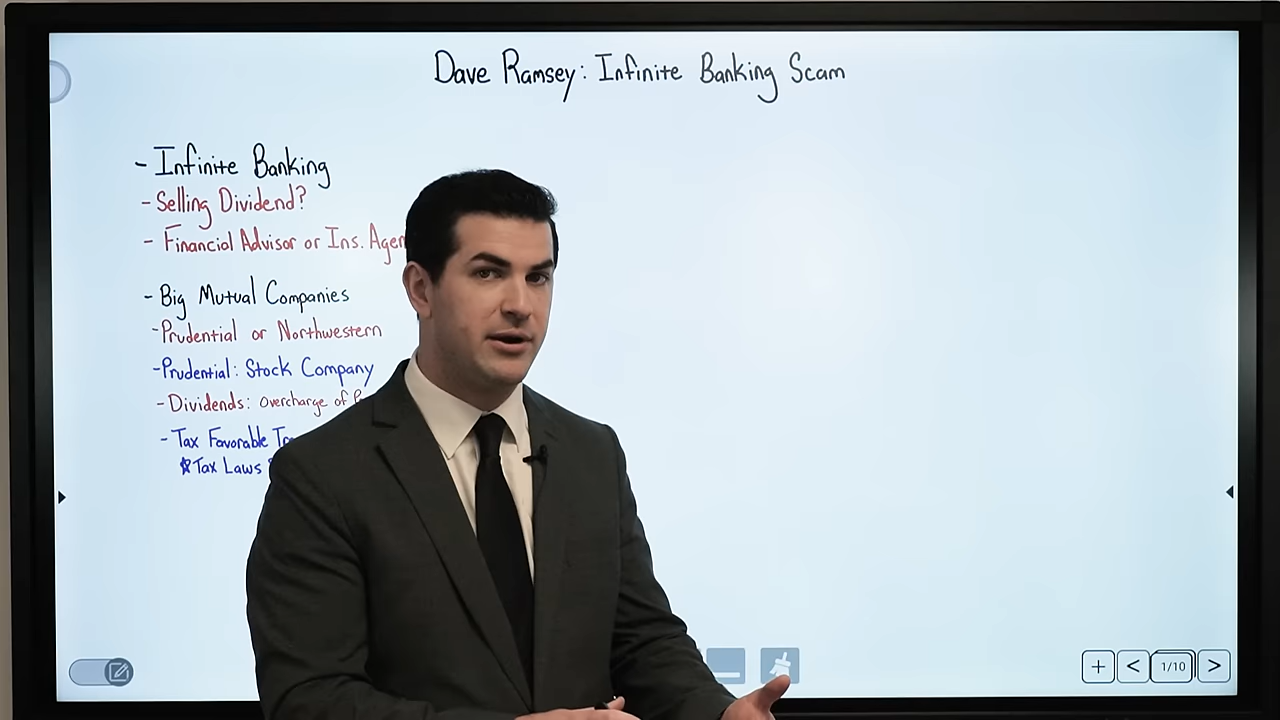 Dave Ramsey: Infinite Banking Scam
- Infinite Banking
- Selling Dividend?
- Financial Advisor or Ins. Agen
- Big Mutual Companies
- Prudential or Northwestern
- Prudential: Stock Company
- Dividends: Overcharge of
- Tax Favorable
Tax Laws
1/10